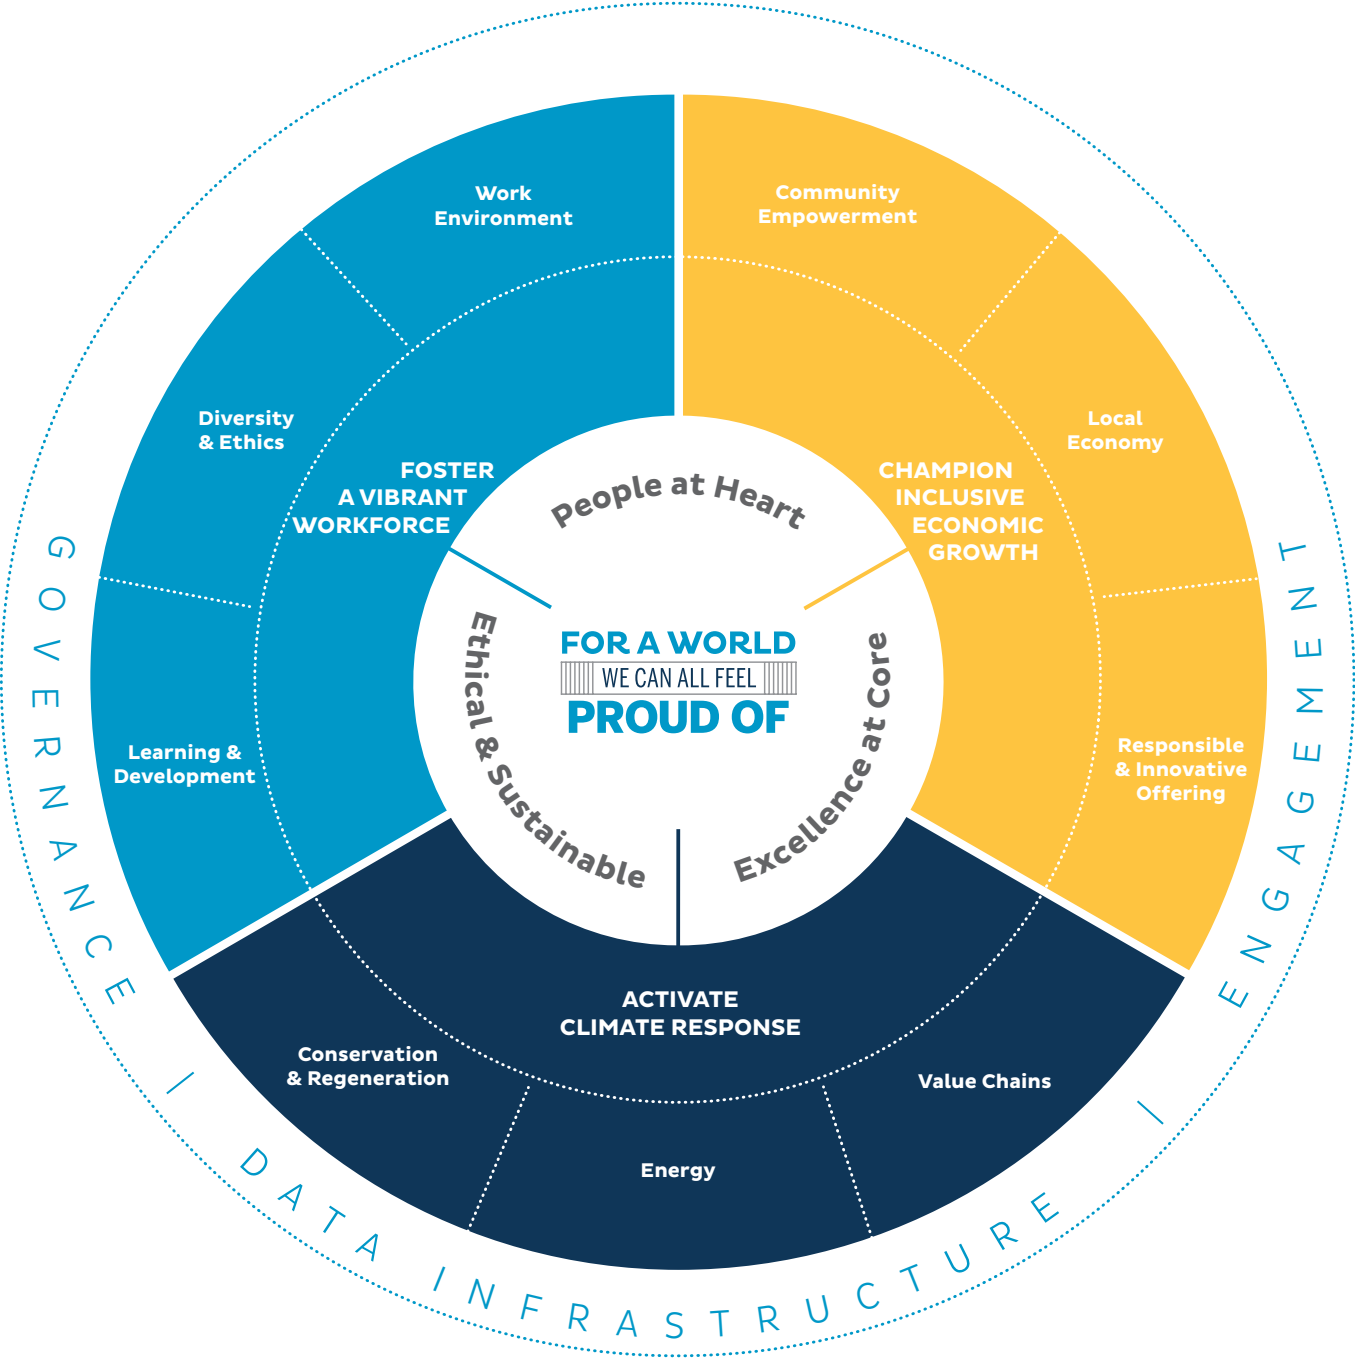 Work
Environment
Community
Empowerment
Diversity
& Ethics
Local
Economy
FOSTER
A VIBRANT
WORKFORCE
CHAMPION
INCLUSIVE
ECONOMIC
GROWTH
People at Heart
Ethical & Sustainable
Excellence at Core
FOR A WORLD
WE CAN ALL FEEL
PROUD OF
Learning &
Development
Responsible
& Innovative
Offering
ACTIVATE
CLIMATE RESPONSE
Conservation
& Regeneration
Energy
Value Chains
GOVERNANCE | DATA INFRASTRUCTURE | ENGAGEMENT